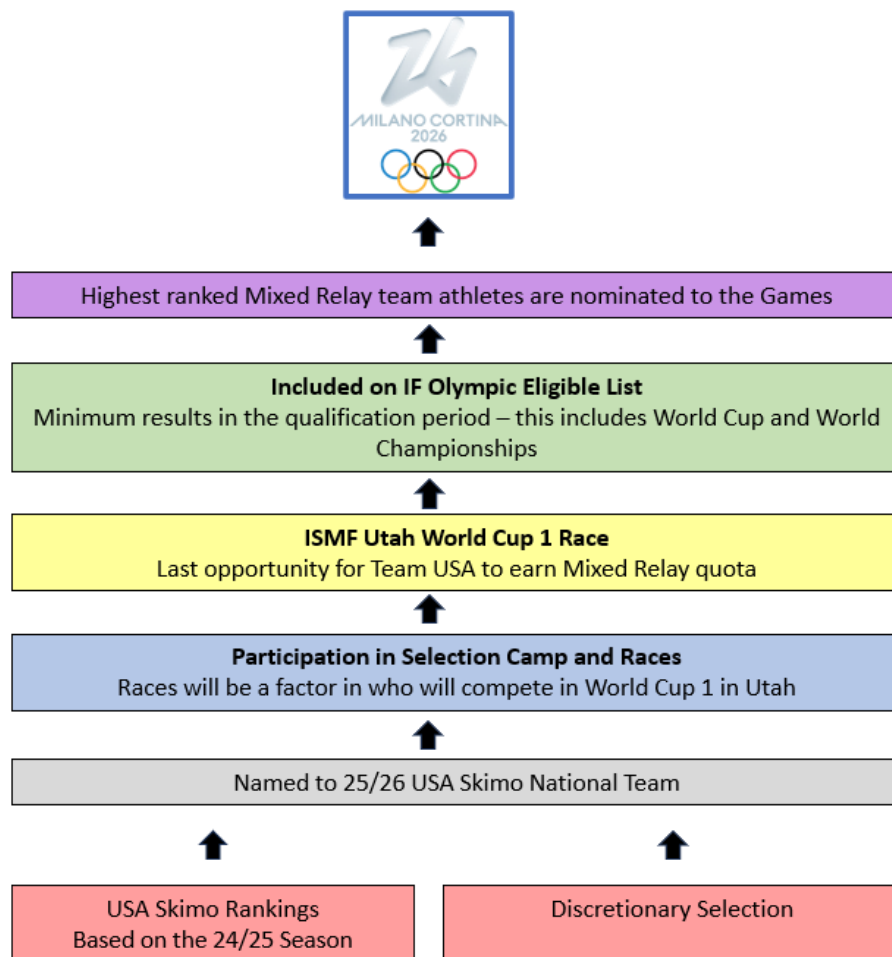 26
MILANO CORTINA
2026
Highest ranked Mixed Relay team athletes are nominated to the Games
Included on IF Olympic Eligible List
Minimum results in the qualification period – this includes World Cup and World
Championships
ISMF Utah World Cup 1 Race
Last opportunity for Team USA to earn Mixed Relay quota
Participation in Selection Camp and Races
Races will be a factor in who will compete in World Cup 1 in Utah
Named to 25/26 USA Skimo National Team
USA Skimo Rankings
Based on the 24/25 Season
Discretionary Selection